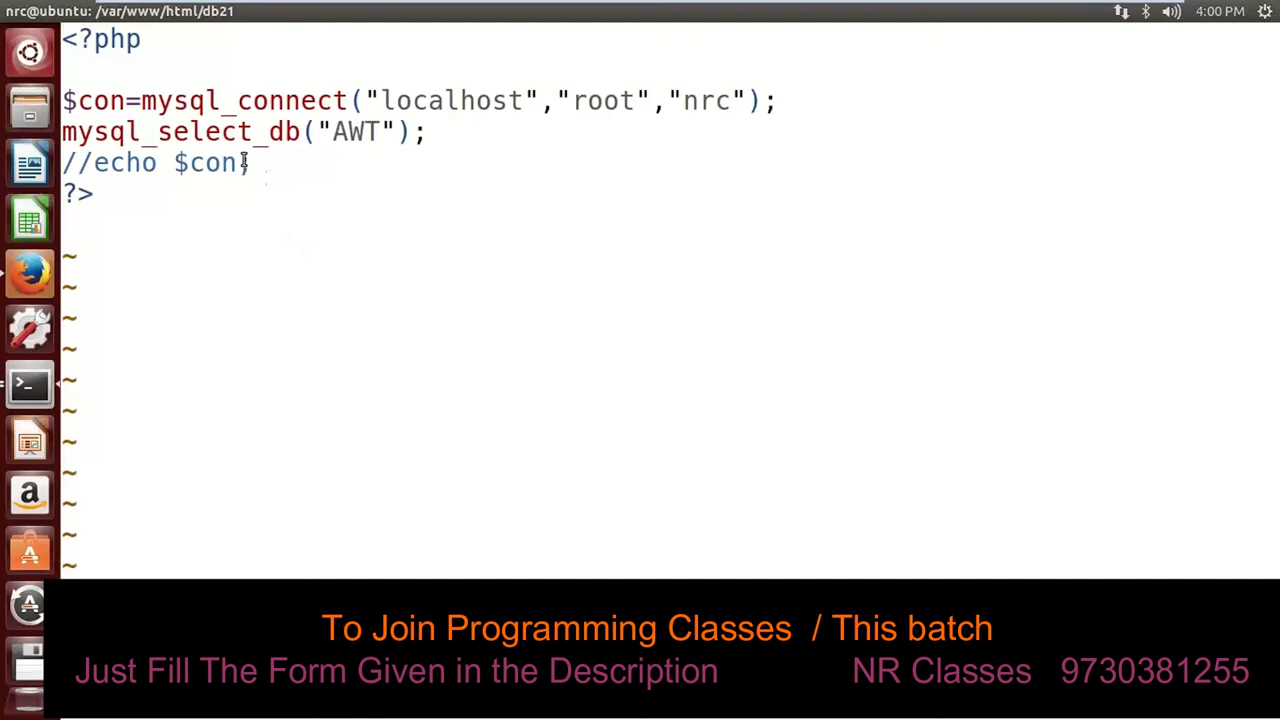 nrc@ubuntu: /var/www/html/db21
4:00 PM
<?php
$con=mysql_connect("localhost","root","nrc");
mysql_select_db("AWT");
//echo $con;
?>
~
~
~
~
~
~
~
~
~
~
~
To Join Programming Classes / This batch
Just Fill The Form Given in the Description NR Classes 9730381255